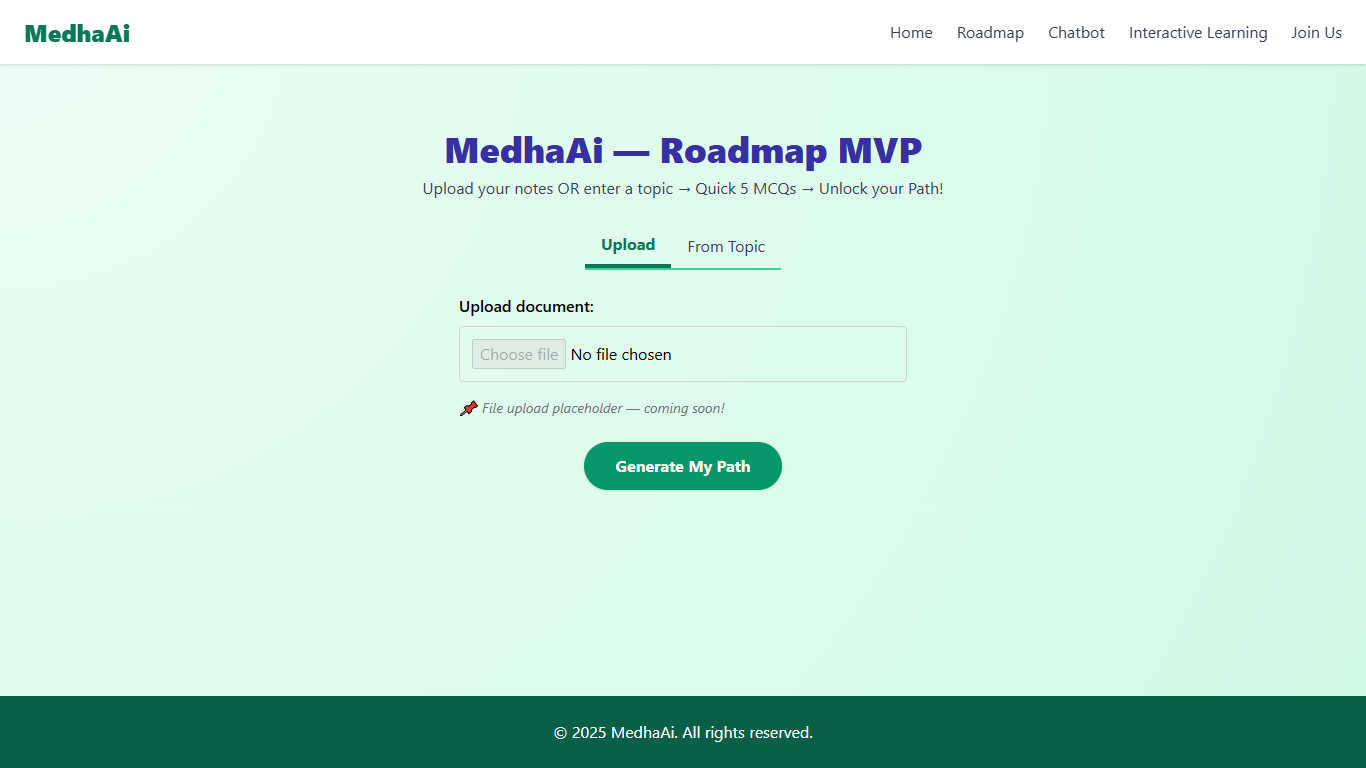 MedhaAi
Home Roadmap Chatbot Interactive Learning Join Us
MedhaAi — Roadmap MVP
Upload your notes OR enter a topic → Quick 5 MCQs → Unlock your Path!
Upload From Topic
Upload document:
Choose file No file chosen
📌 File upload placeholder — coming soon!
Generate My Path
© 2025 MedhaAi. All rights reserved.